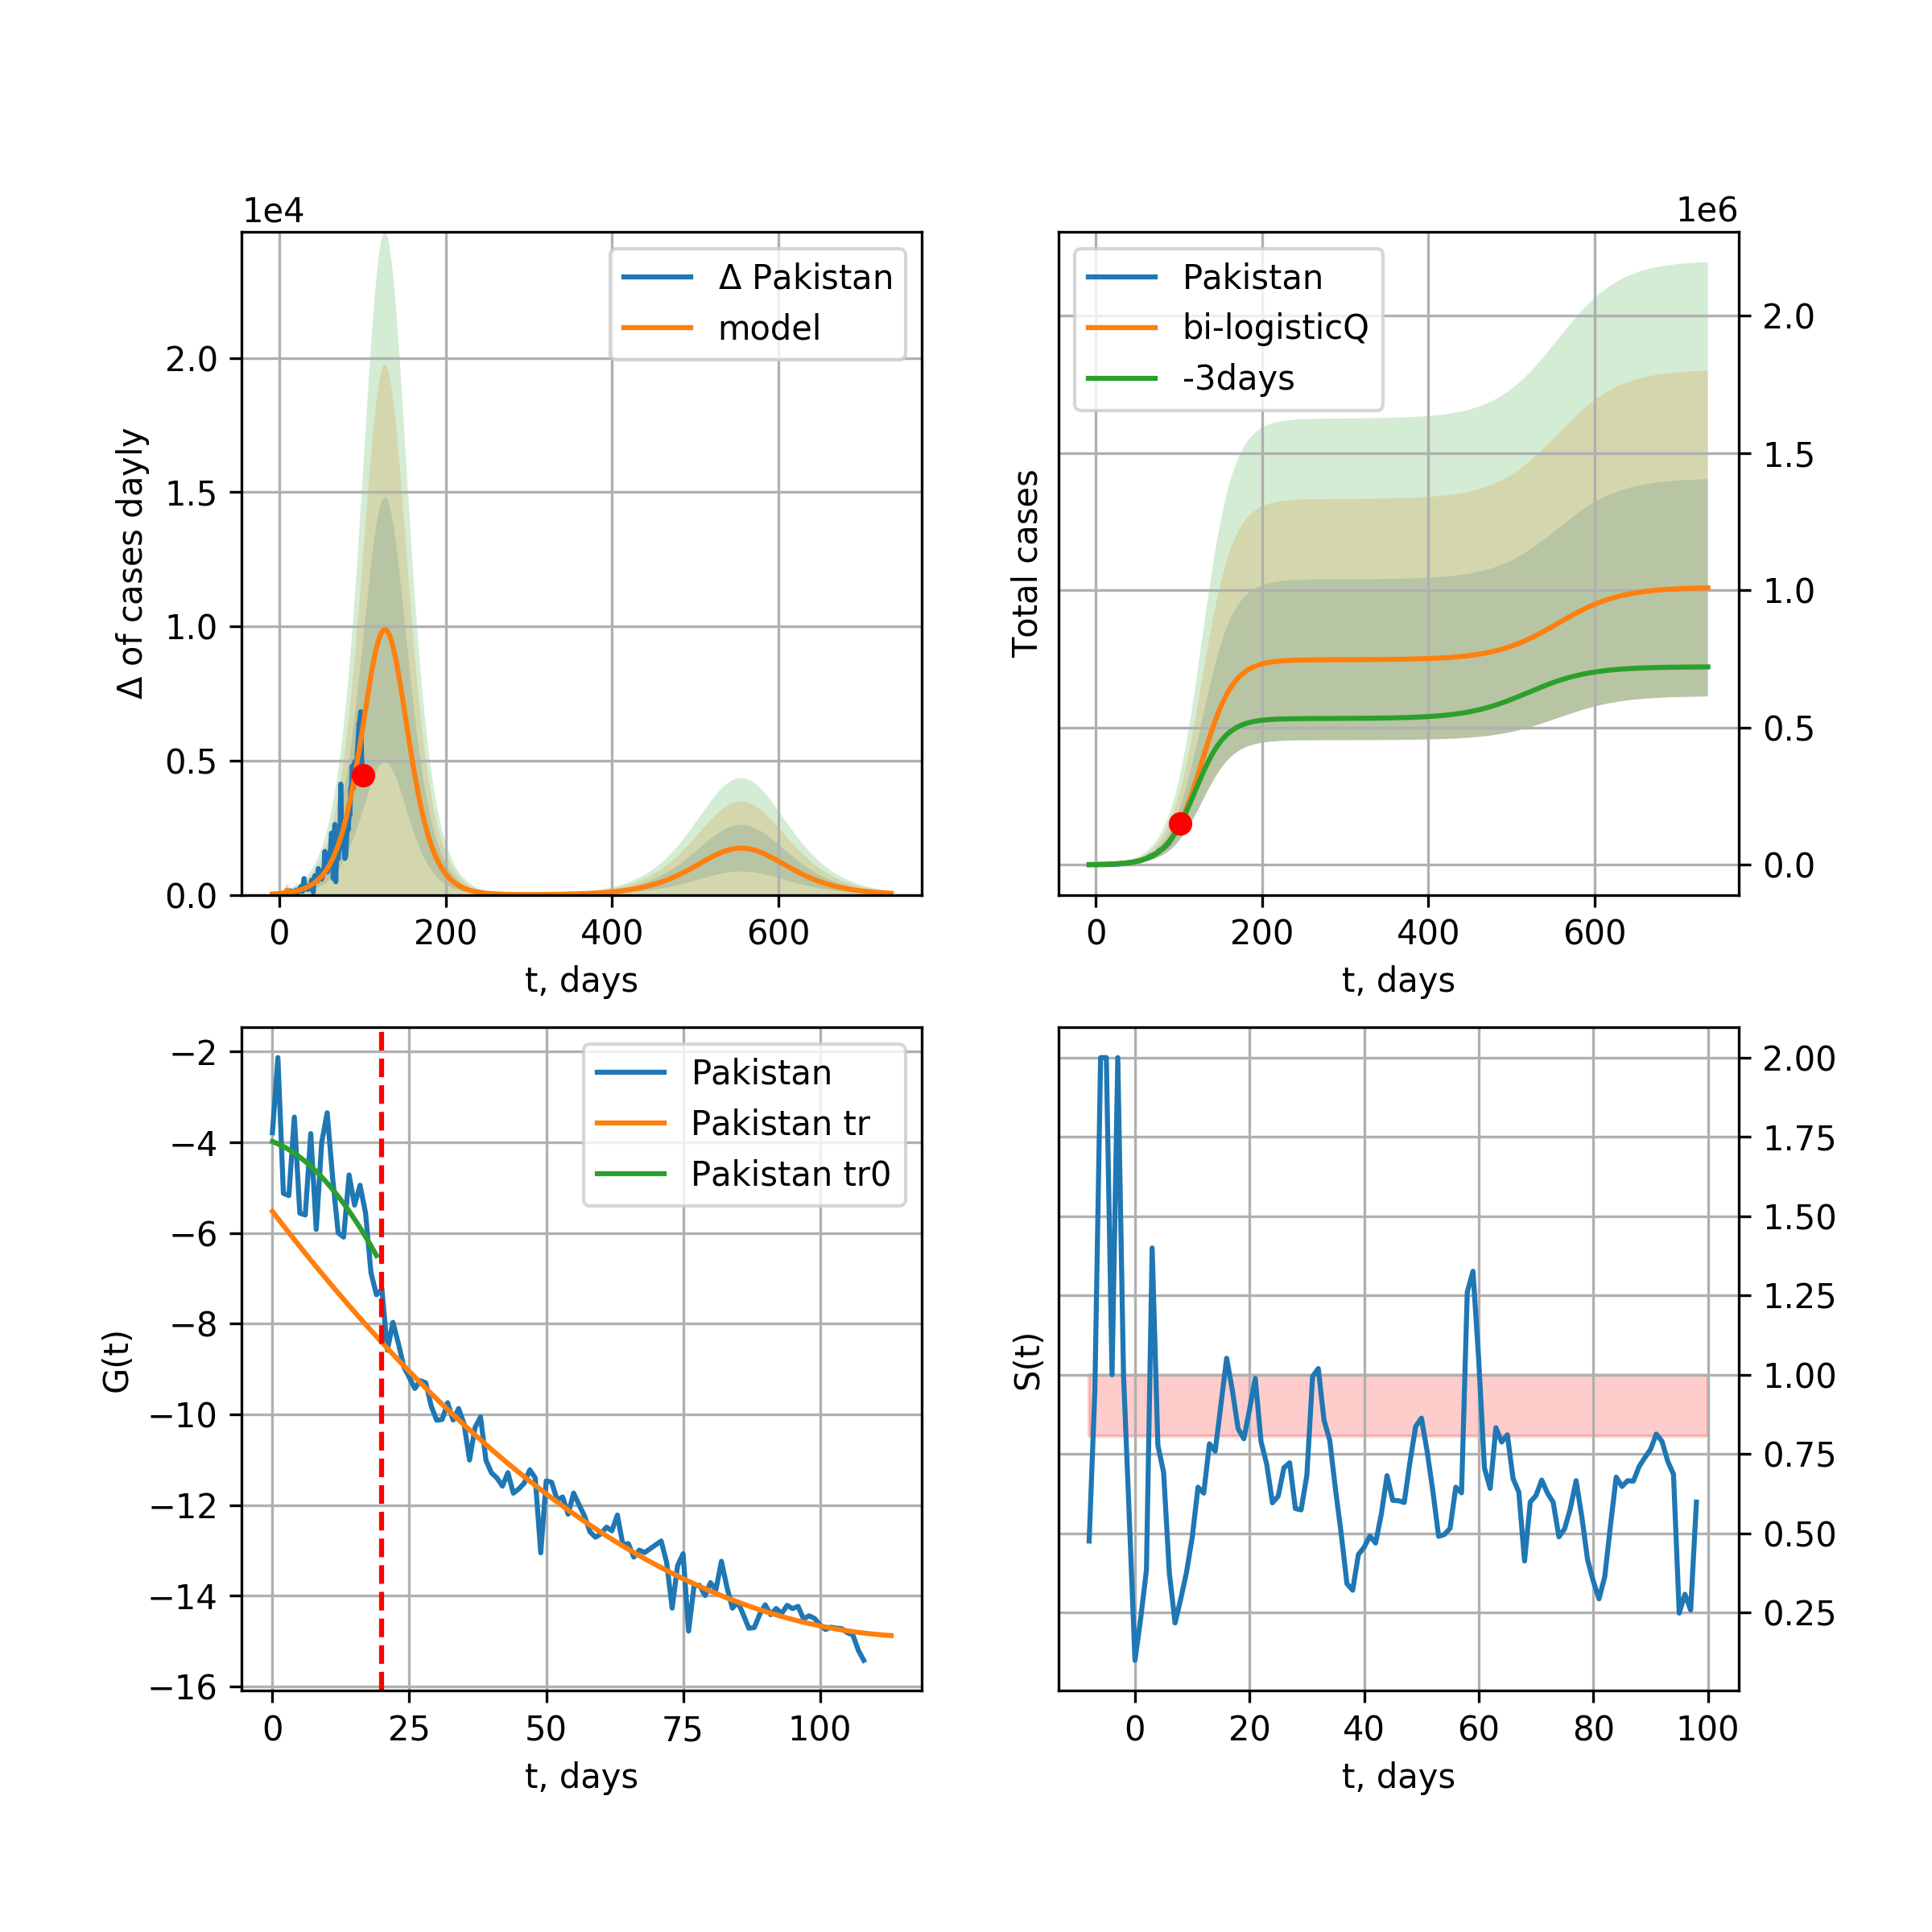 1e4
Δ of cases dayly
2.0
1.5
1.0
0.5
0.0
Δ Pakistan
model
0 200 400 600
t, days
1e6
Total cases
Pakistan
bi-logisticQ
-3days
2.0
1.5
1.0
0.5
0.0
0 200 400 600
t, days
G(t)
−2
−4
−6
−8
−10
−12
−14
−16
Pakistan
Pakistan tr
Pakistan tr0
0 25 50 75 100
t, days
S(t)
2.00
1.75
1.50
1.25
1.00
0.75
0.50
0.25
0 20 40 60 80 100
t, days